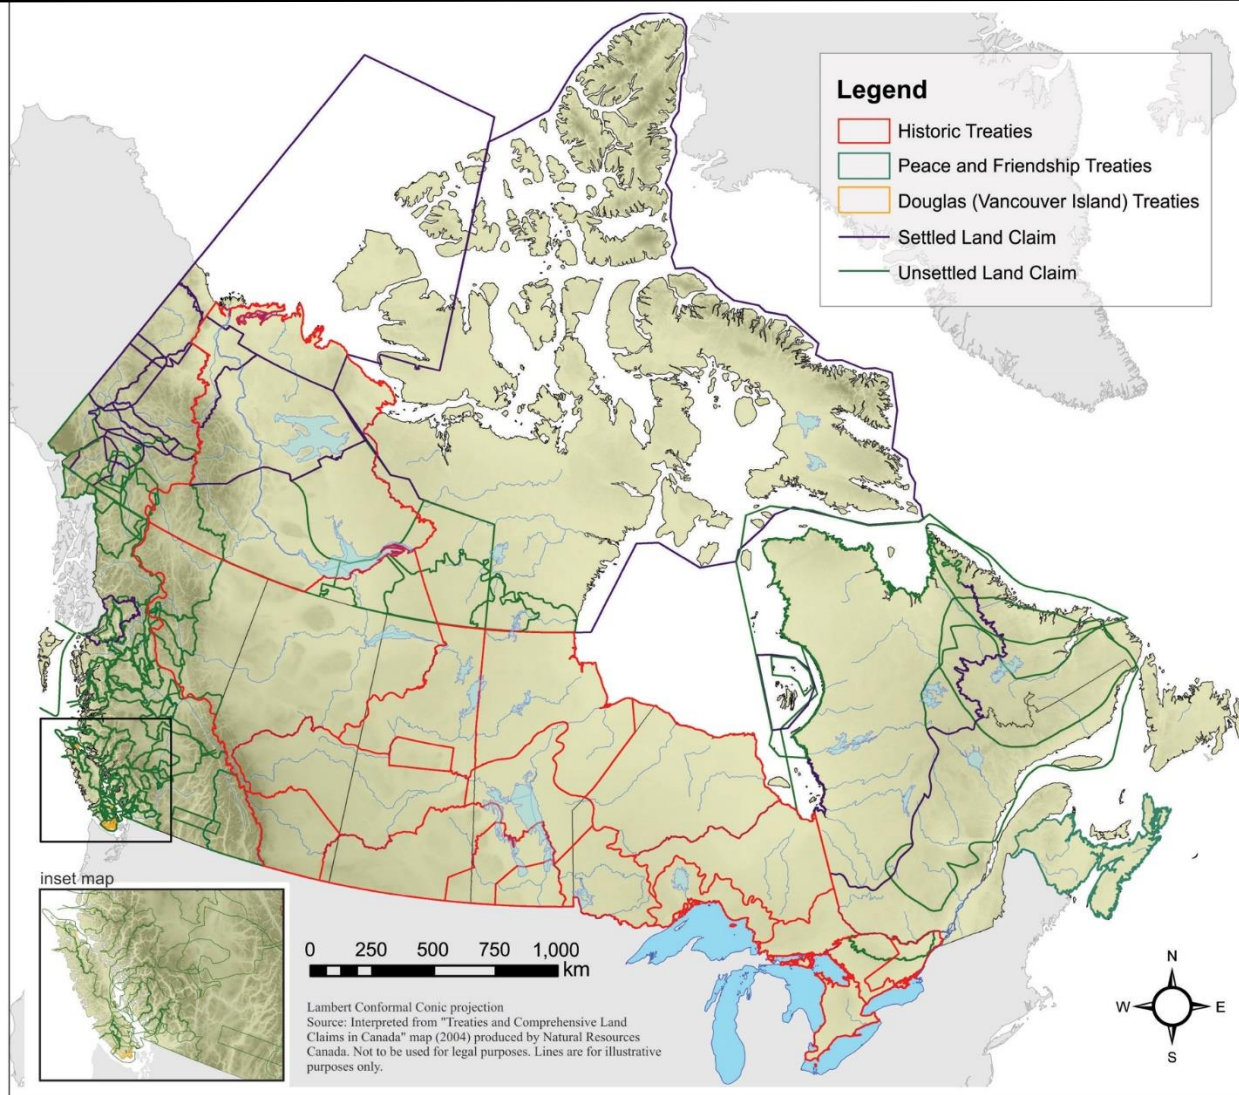 Legend
Historic Treaties
Peace and Friendship Treaties
Douglas (Vancouver Island) Treaties
Settled Land Claim
Unsettled Land Claim
inset map
0 250 500 750 1,000
km
Lambert Conformal Conic projection
Source: Interpreted from "Treaties and Comprehensive Land
Claims in Canada" map (2004) produced by Natural Resources
Canada. Not to be used for legal purposes. Lines are for illustrative
purposes only.
N
W E
S